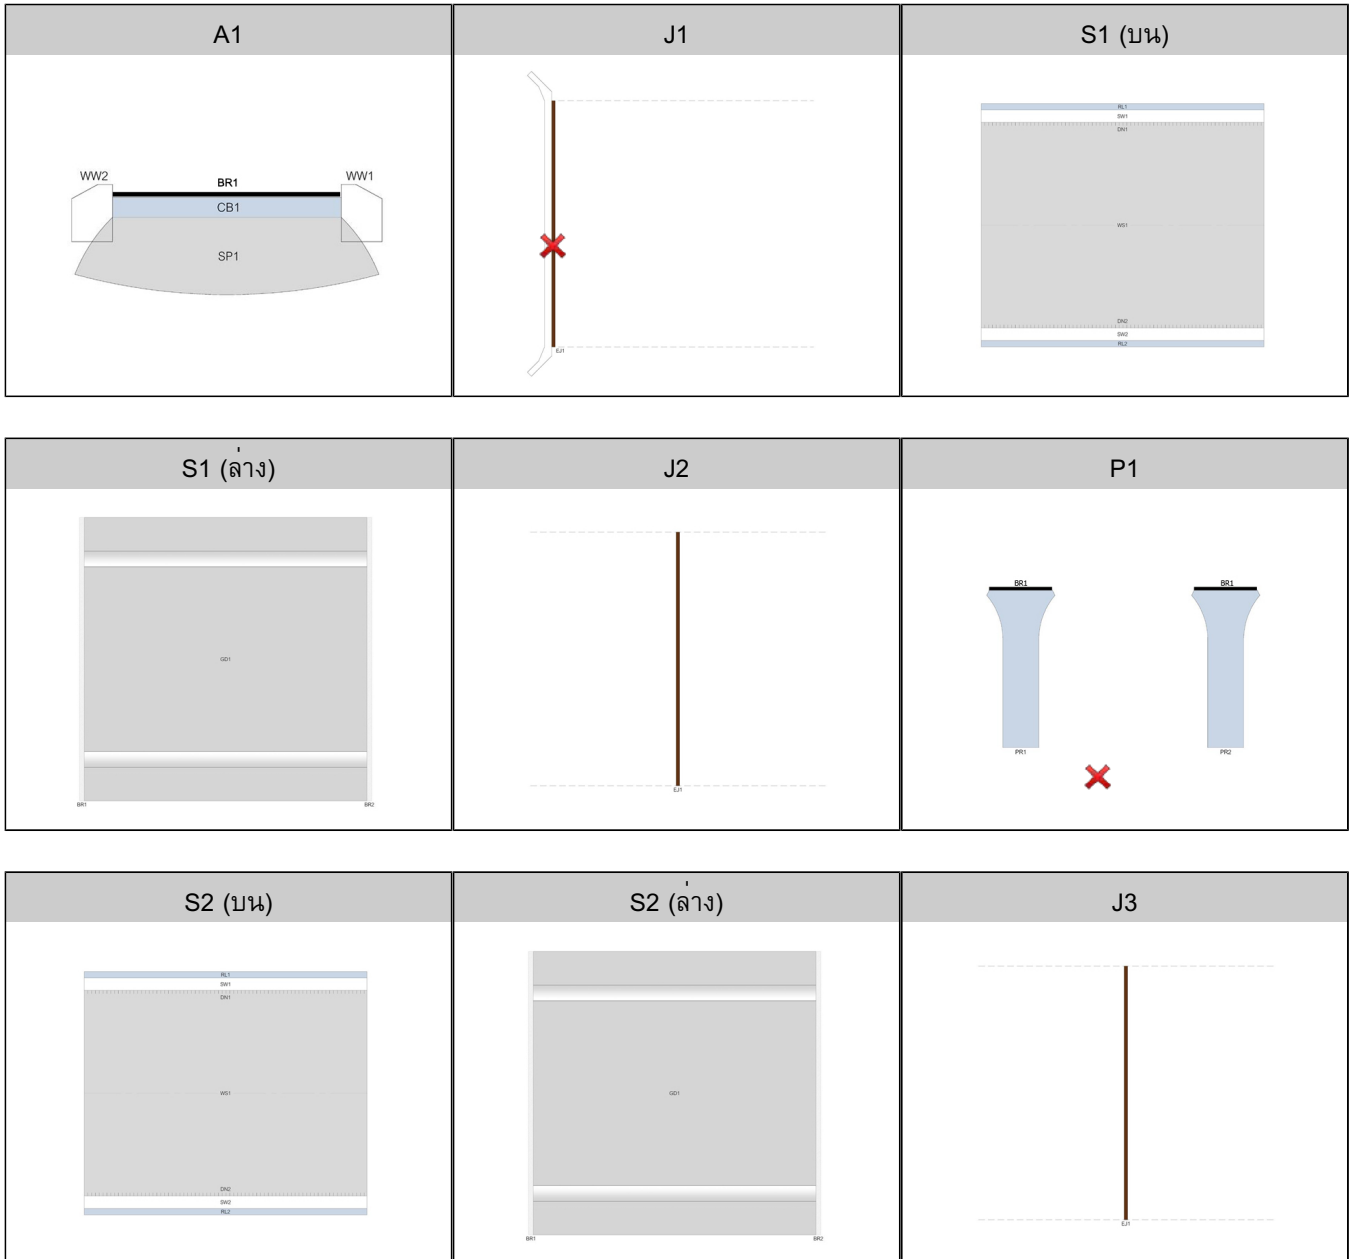 A1 J1 S1 (บน)
WW2 BR1 WW1
CB1
SP1
EJ1
RL1
SW1
DN1
WS1
DN2
SW2
RL2
S1 (ล่าง) J2 P1
GD1
BR1 BR2
EJ1
BR1 BR1
PR1 PR2
S2 (บน) S2 (ล่าง) J3
RL1
SW1
DN1
WS1
DN2
SW2
RL2
GD1
BR1 BR2
EJ1